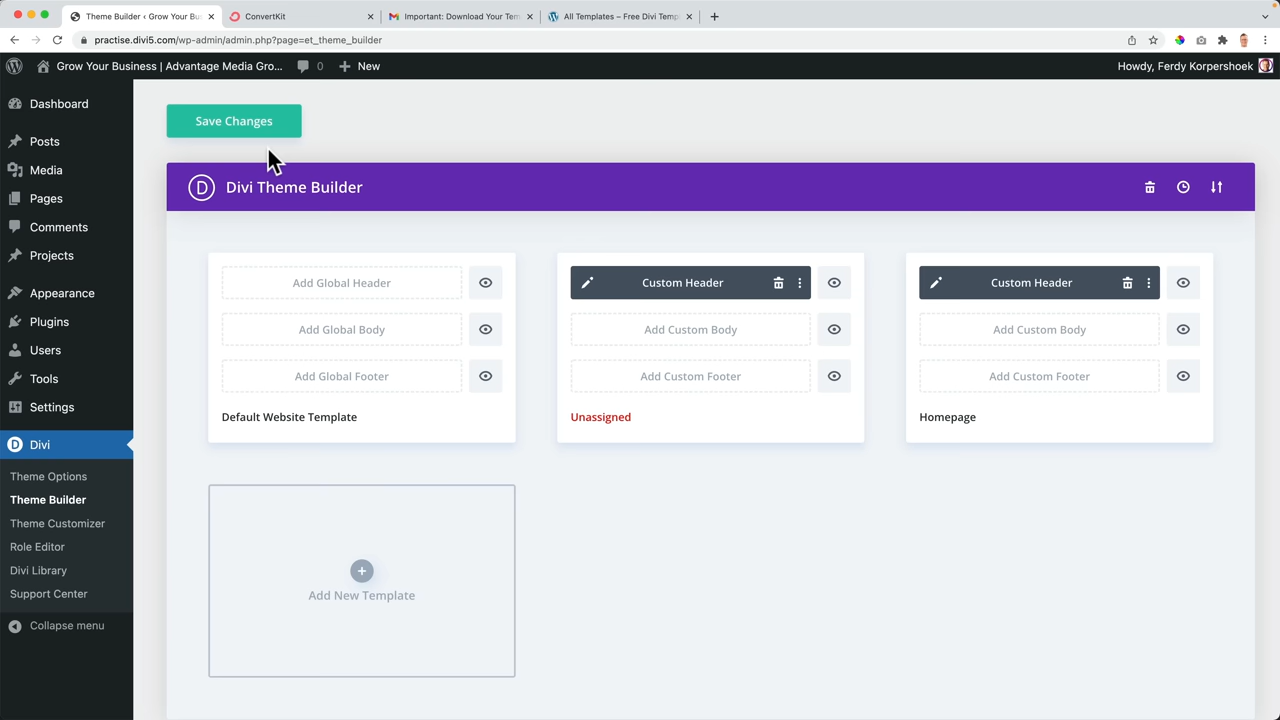 Theme Builder ‹ Grow Your Bu
ConvertKit
Important: Download Your Tem
All Templates – Free Divi Temp
practise.divi5.com/wp-admin/admin.php?page=et_theme_builder
Grow Your Business | Advantage Media Gro...
0
New
Howdy, Ferdy Korpershoek
Dashboard
Posts
Media
Pages
Comments
Projects
Appearance
Plugins
Users
Tools
Settings
D Divi
Theme Options
Theme Builder
Theme Customizer
Role Editor
Divi Library
Support Center
Collapse menu
Save Changes
D Divi Theme Builder
Add Global Header
Add Global Body
Add Global Footer
Default Website Template
Custom Header
Add Custom Body
Add Custom Footer
Unassigned
Custom Header
Add Custom Body
Add Custom Footer
Homepage
Add New Template